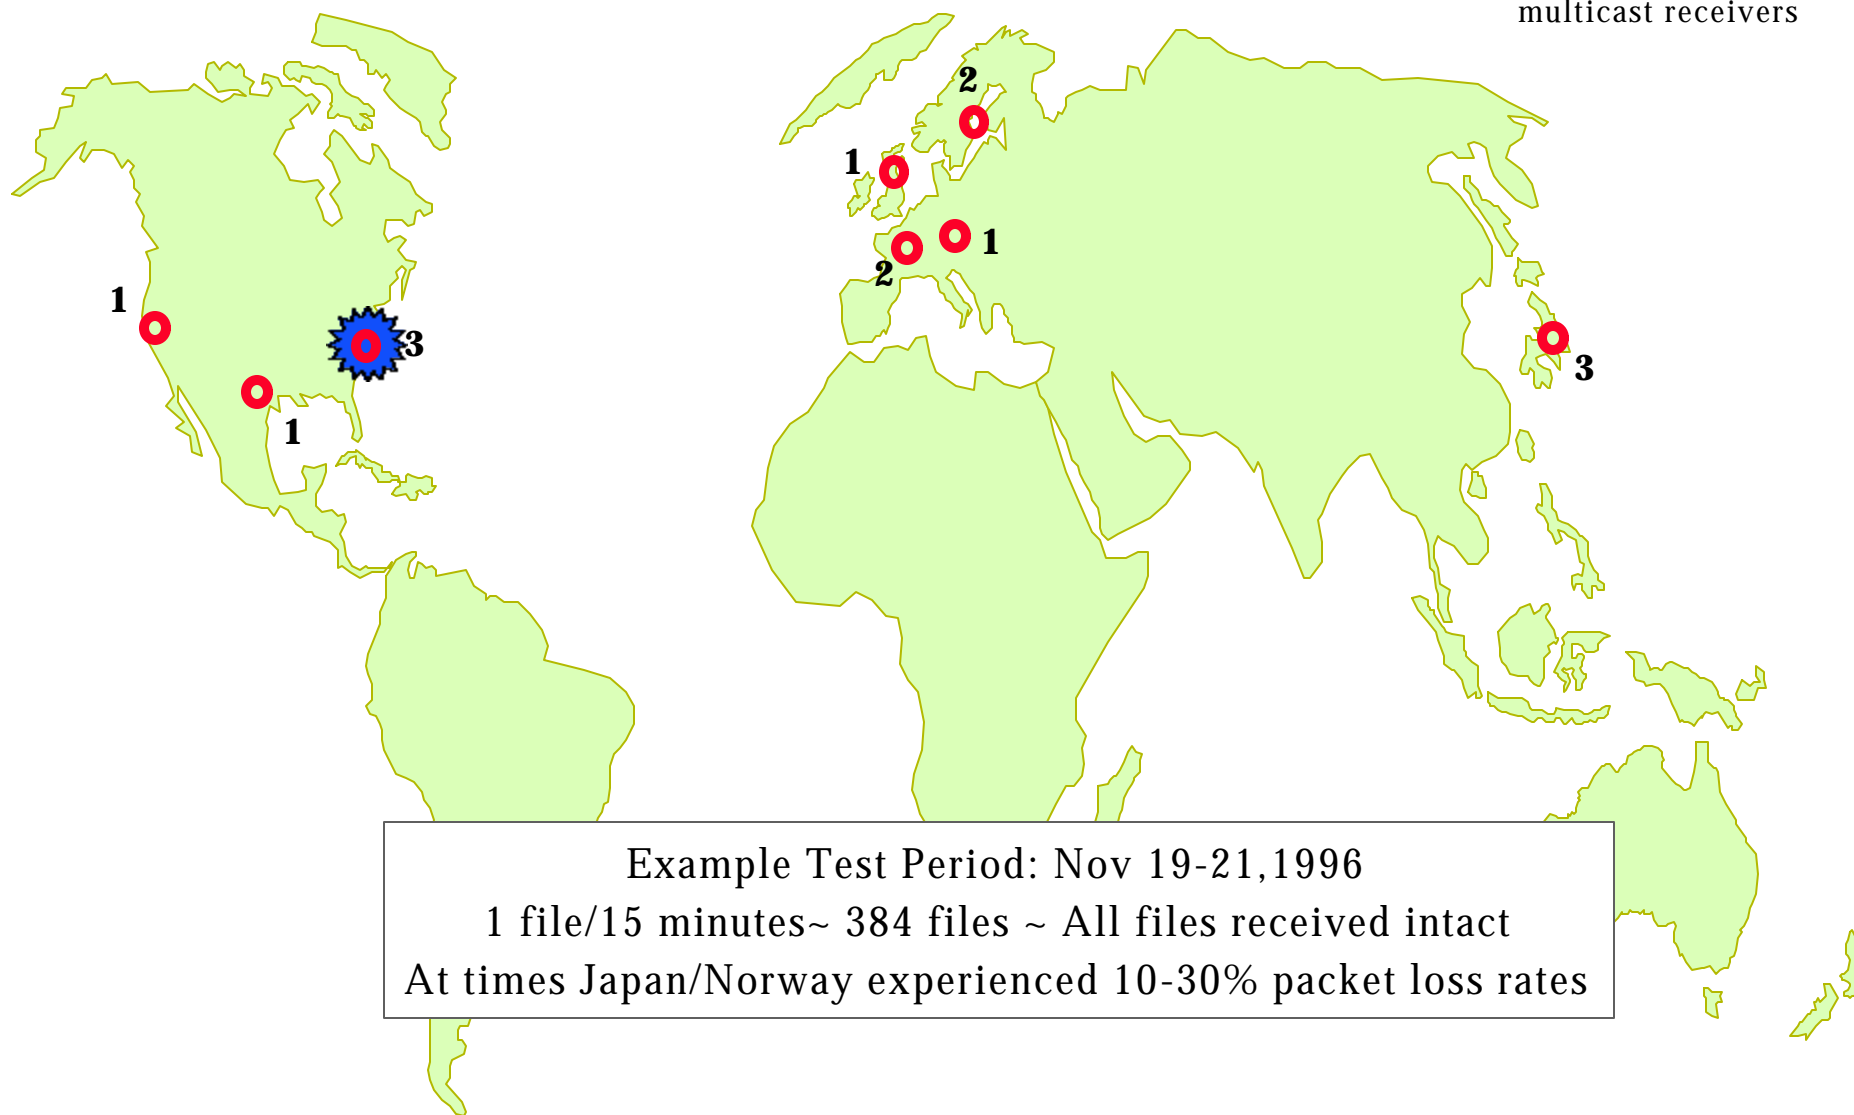 multicast receivers
2
1
1
2
1
3
3
1
Example Test Period: Nov 19-21,1996
1 file/15 minutes~ 384 files ~ All files received intact
At times Japan/Norway experienced 10-30% packet loss rates